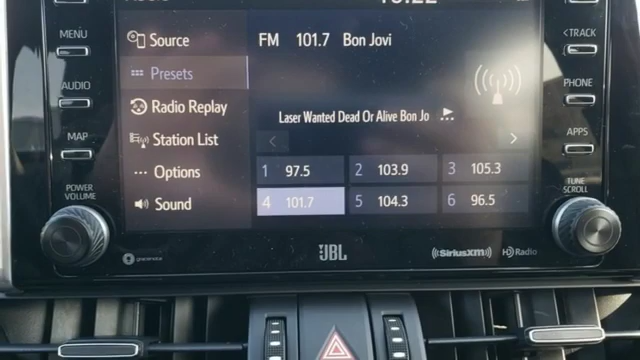 MENU
AUDIO
MAP
POWER
VOLUME
Source
Presets
Radio Replay
Station List
Options
Sound
FM 101.7 Bon Jovi
Laser Wanted Dead Or Alive Bon Jo
1 97.5 2 103.9 3 105.3
4 101.7 5 104.3 6 96.5
<TRACK
PHONE
APPS
TUNE
SCROLL
gracenote
JBL
SiriusXM
HD Radio